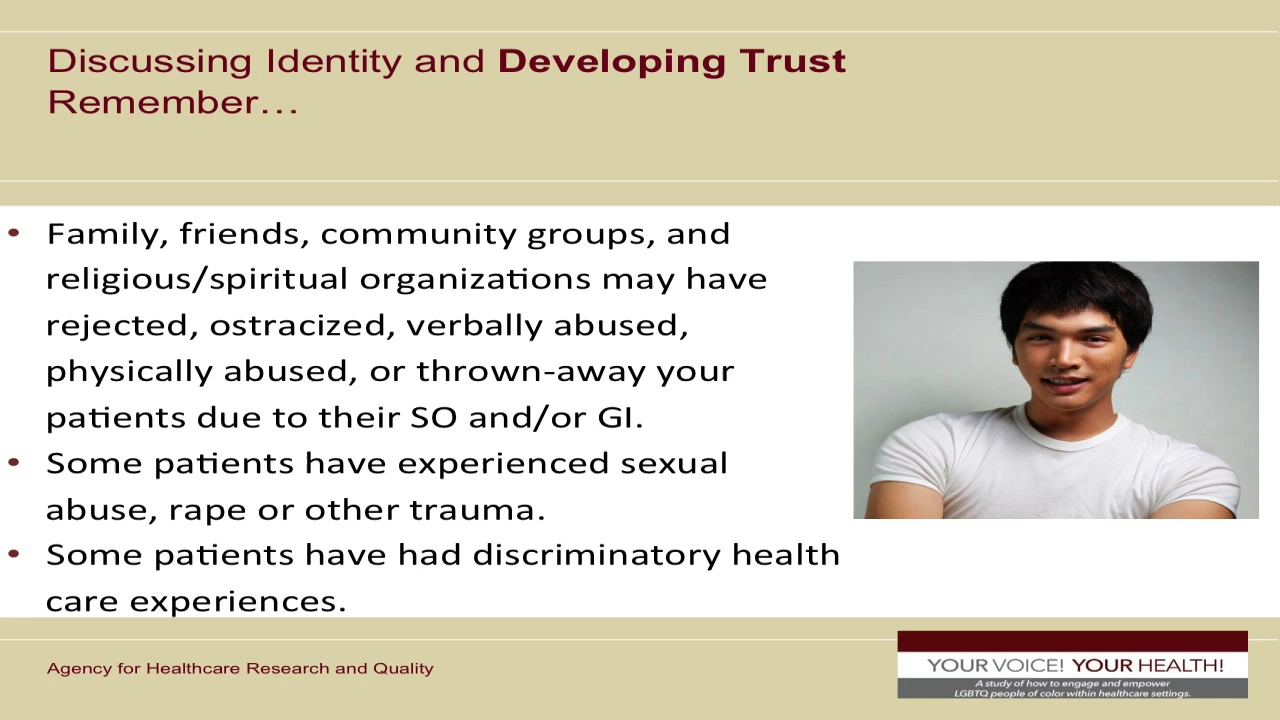 Discussing Identity and Developing Trust
Remember…
• Family, friends, community groups, and
religious/spiritual organizations may have
rejected, ostracized, verbally abused,
physically abused, or thrown-away your
patients due to their SO and/or GI.
• Some patients have experienced sexual
abuse, rape or other trauma.
• Some patients have had discriminatory health
care experiences.
Agency for Healthcare Research and Quality
YOUR VOICE! YOUR HEALTH!
A study of how to engage and empower
LGBTQ people of color within healthcare settings.